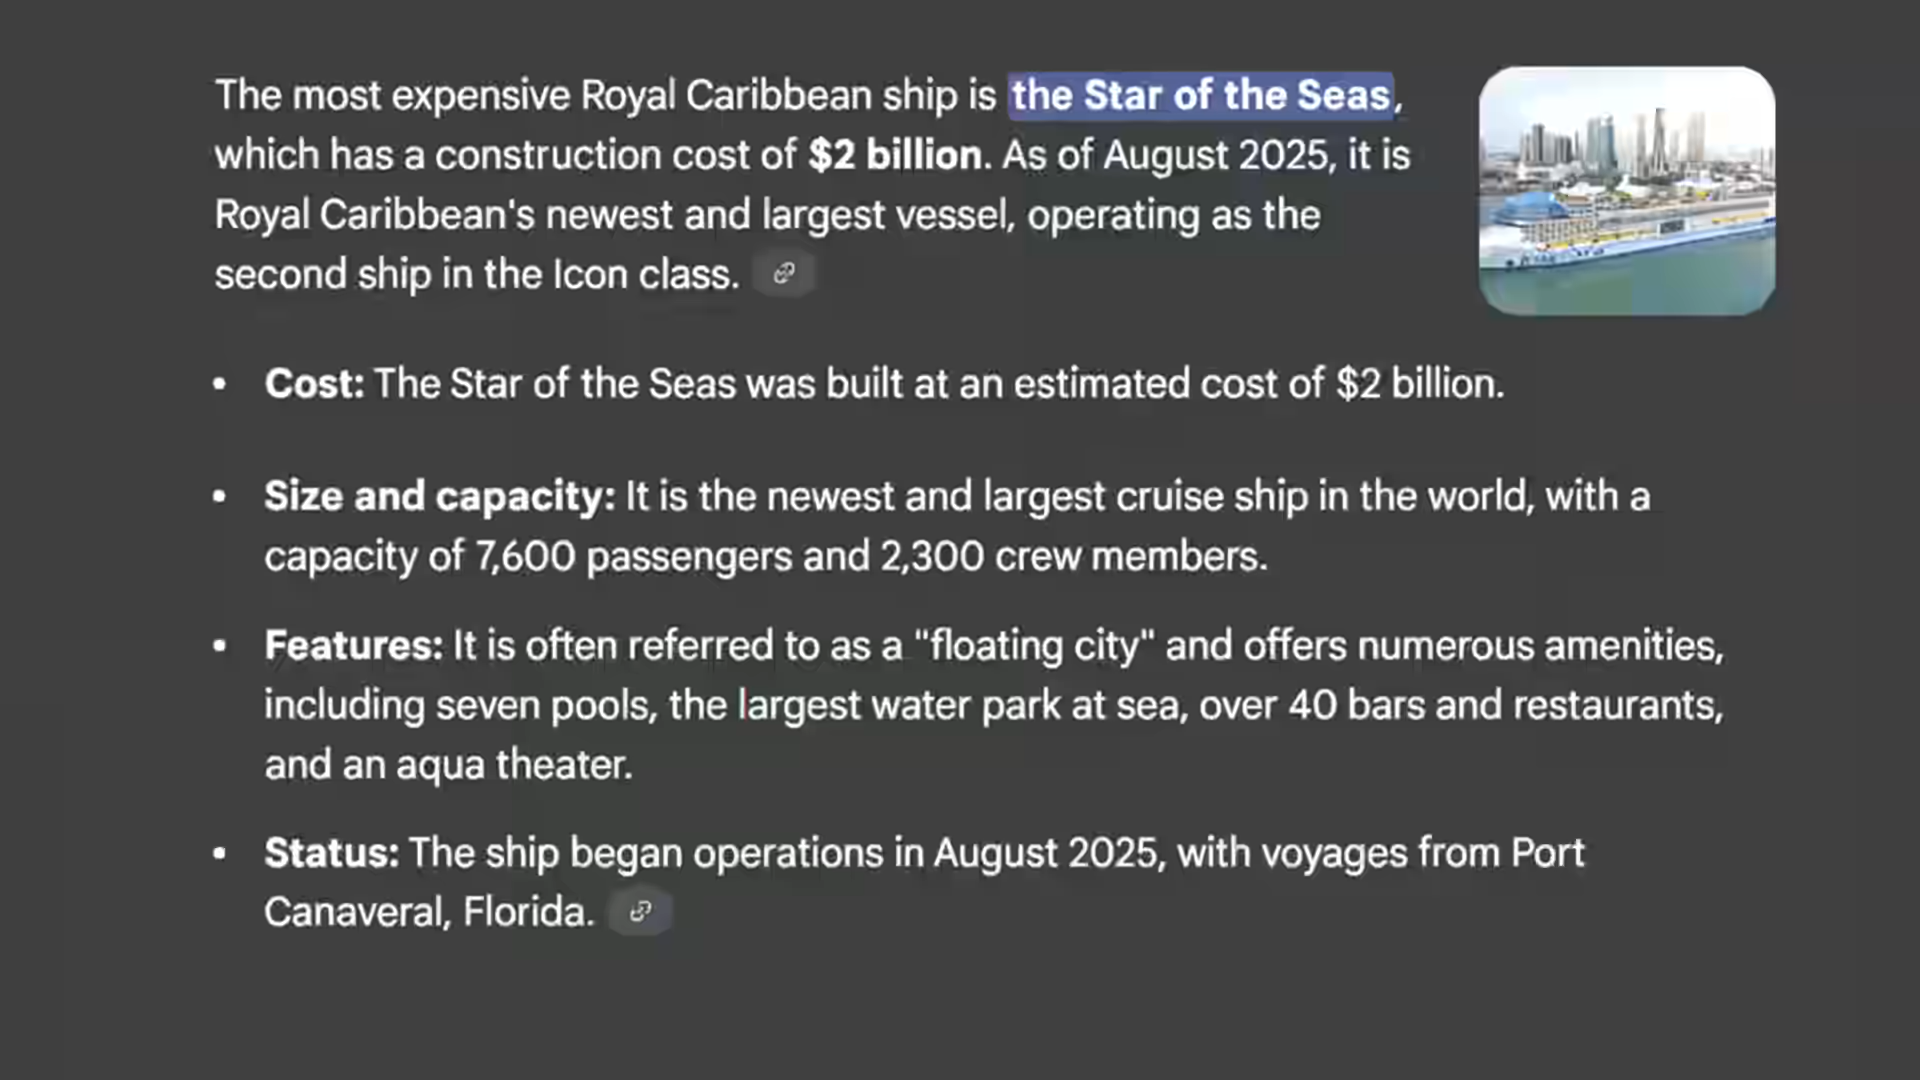 The most expensive Royal Caribbean ship is the Star of the Seas,
which has a construction cost of $2 billion. As of August 2025, it is
Royal Caribbean's newest and largest vessel, operating as the
second ship in the Icon class.
• Cost: The Star of the Seas was built at an estimated cost of $2 billion.
• Size and capacity: It is the newest and largest cruise ship in the world, with a
capacity of 7,600 passengers and 2,300 crew members.
• Features: It is often referred to as a "floating city" and offers numerous amenities,
including seven pools, the largest water park at sea, over 40 bars and restaurants,
and an aqua theater.
• Status: The ship began operations in August 2025, with voyages from Port
Canaveral, Florida.